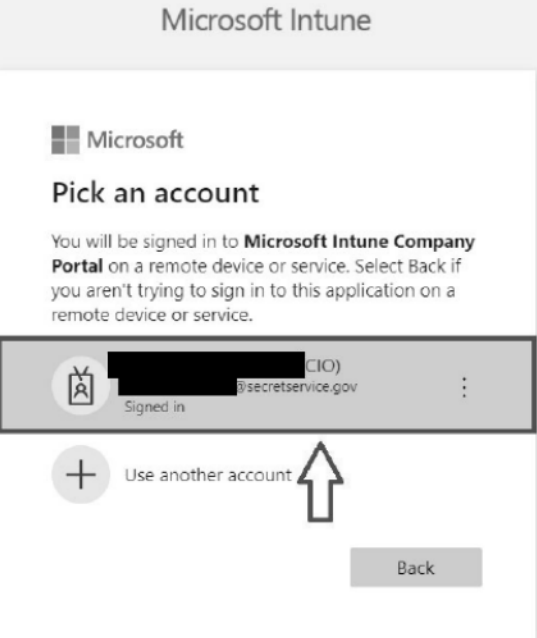 Microsoft Intune
Microsoft
Pick an account
You will be signed in to Microsoft Intune Company
Portal on a remote device or service. Select Back if
you aren't trying to sign in to this application on a
remote device or service.
CIO)
@secretservice.gov
Signed in
Use another account
Back